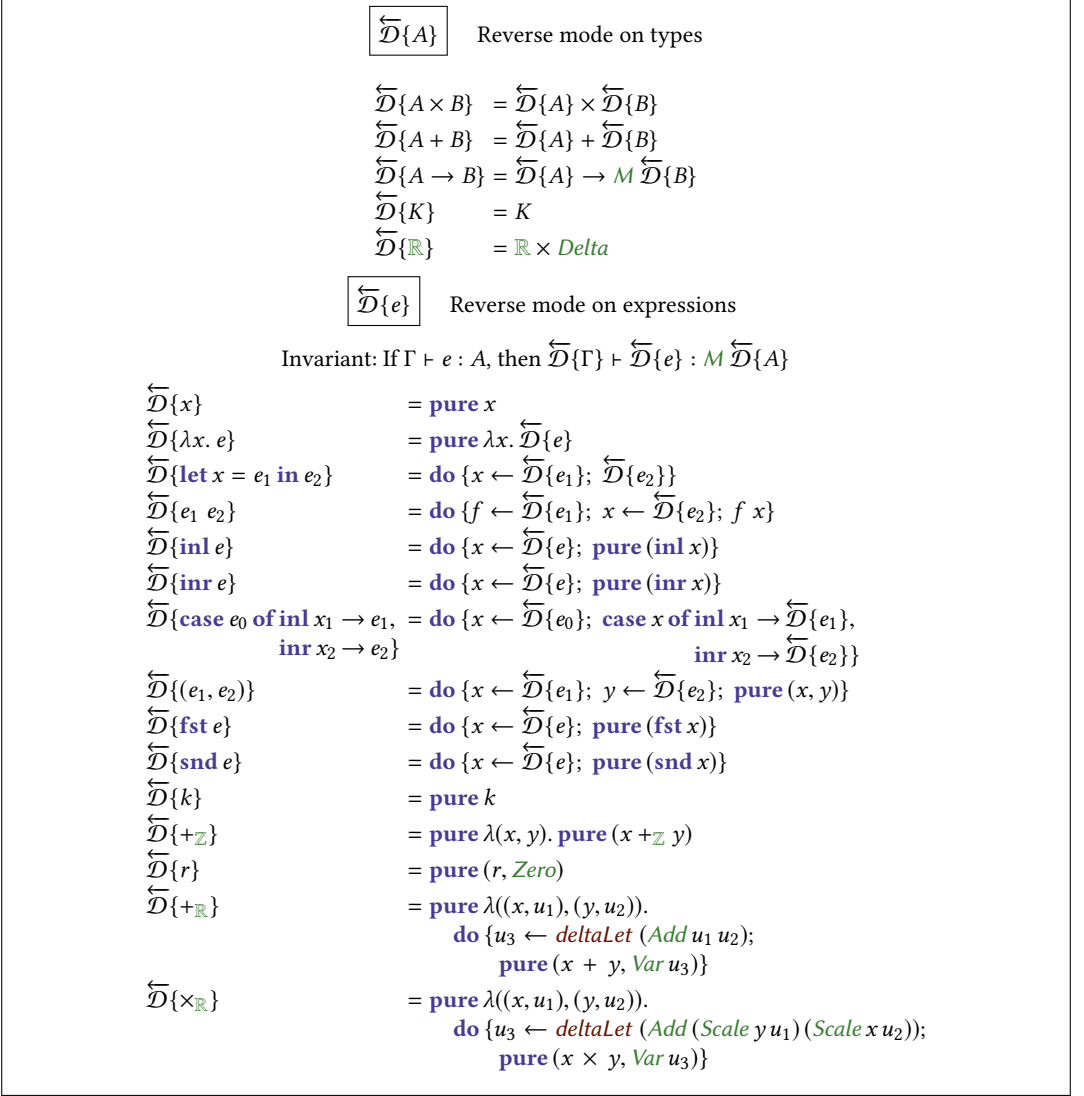 𝒟⃖{A} Reverse mode on types
𝒟⃖{A × B} = 𝒟⃖{A} × 𝒟⃖{B}
𝒟⃖{A + B} = 𝒟⃖{A} + 𝒟⃖{B}
𝒟⃖{A → B} = 𝒟⃖{A} → M 𝒟⃖{B}
𝒟⃖{K} = K
𝒟⃖{ℝ} = ℝ × Delta
𝒟⃖{e} Reverse mode on expressions
Invariant: If Γ ⊢ e : A, then 𝒟⃖{Γ} ⊢ 𝒟⃖{e} : M 𝒟⃖{A}
𝒟⃖{x} = pure x
𝒟⃖{λx. e} = pure λx. 𝒟⃖{e}
𝒟⃖{let x = e₁ in e₂} = do {x ← 𝒟⃖{e₁}; 𝒟⃖{e₂}}
𝒟⃖{e₁ e₂} = do {f ← 𝒟⃖{e₁}; x ← 𝒟⃖{e₂}; f x}
𝒟⃖{inl e} = do {x ← 𝒟⃖{e}; pure (inl x)}
𝒟⃖{inr e} = do {x ← 𝒟⃖{e}; pure (inr x)}
𝒟⃖{case e₀ of inl x₁ → e₁, = do {x ← 𝒟⃖{e₀}; case x of inl x₁ → 𝒟⃖{e₁},
inr x₂ → e₂} inr x₂ → 𝒟⃖{e₂}}
𝒟⃖{(e₁, e₂)} = do {x ← 𝒟⃖{e₁}; y ← 𝒟⃖{e₂}; pure (x, y)}
𝒟⃖{fst e} = do {x ← 𝒟⃖{e}; pure (fst x)}
𝒟⃖{snd e} = do {x ← 𝒟⃖{e}; pure (snd x)}
𝒟⃖{k} = pure k
𝒟⃖{+ℤ} = pure λ(x, y). pure (x +ℤ y)
𝒟⃖{r} = pure (r, Zero)
𝒟⃖{+ℝ} = pure λ((x, u₁), (y, u₂)).
do {u₃ ← deltaLet (Add u₁ u₂);
pure (x + y, Var u₃)}
𝒟⃖{×ℝ} = pure λ((x, u₁), (y, u₂)).
do {u₃ ← deltaLet (Add (Scale y u₁) (Scale x u₂));
pure (x × y, Var u₃)}